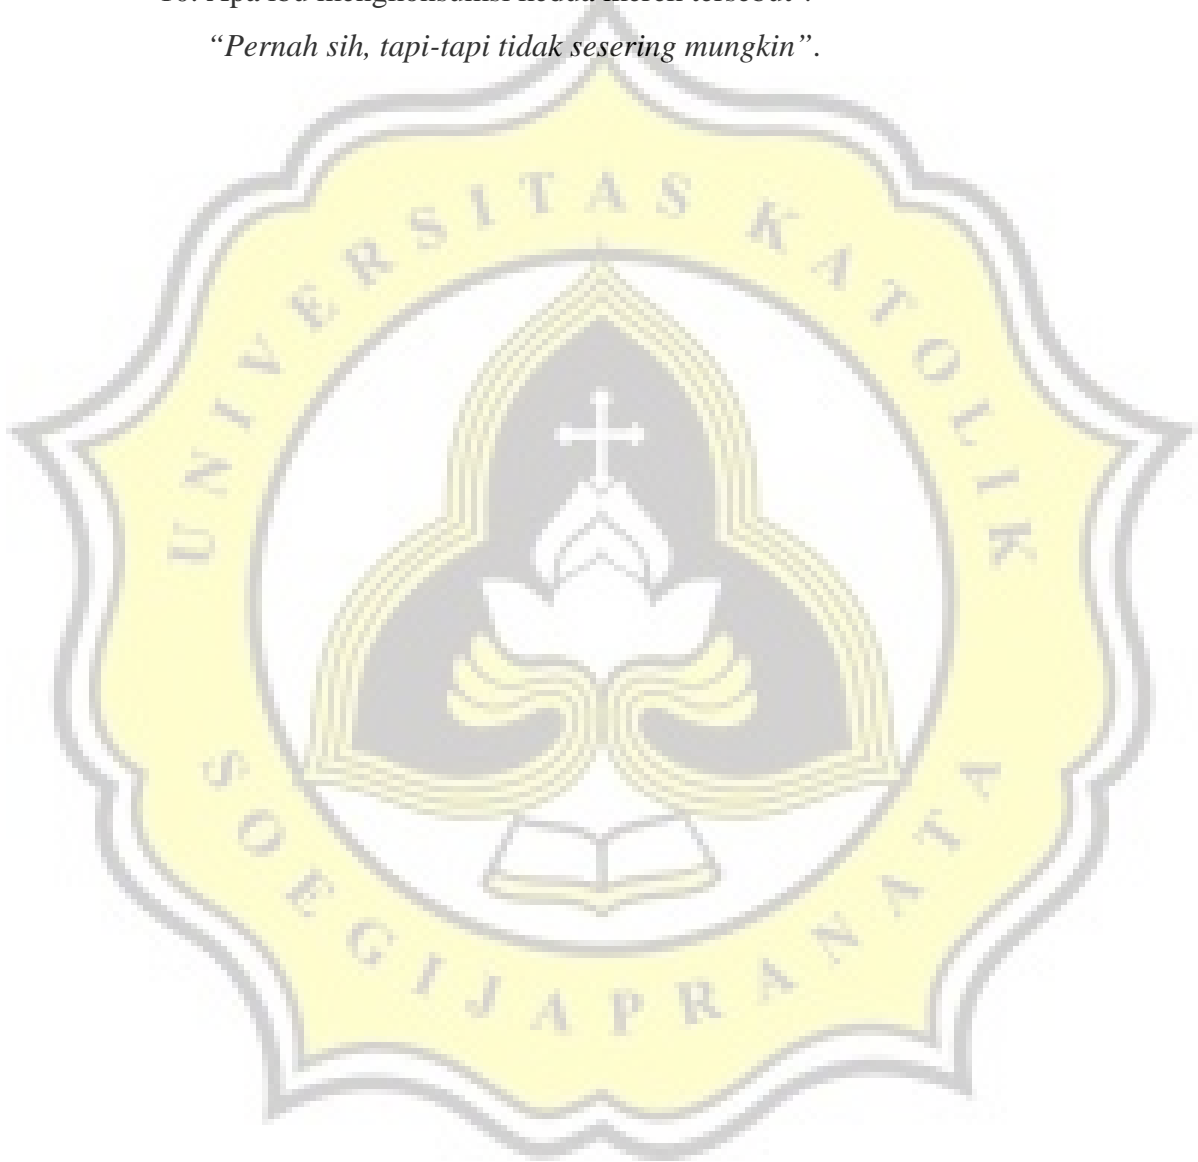 10. Apa ibu mengkonsumsi kedua merek tersebut?
“Pernah sih, tapi-tapi tidak sesering mungkin”.
UNIVERSITAS KATOLIK
SOEGIJAPRANATA